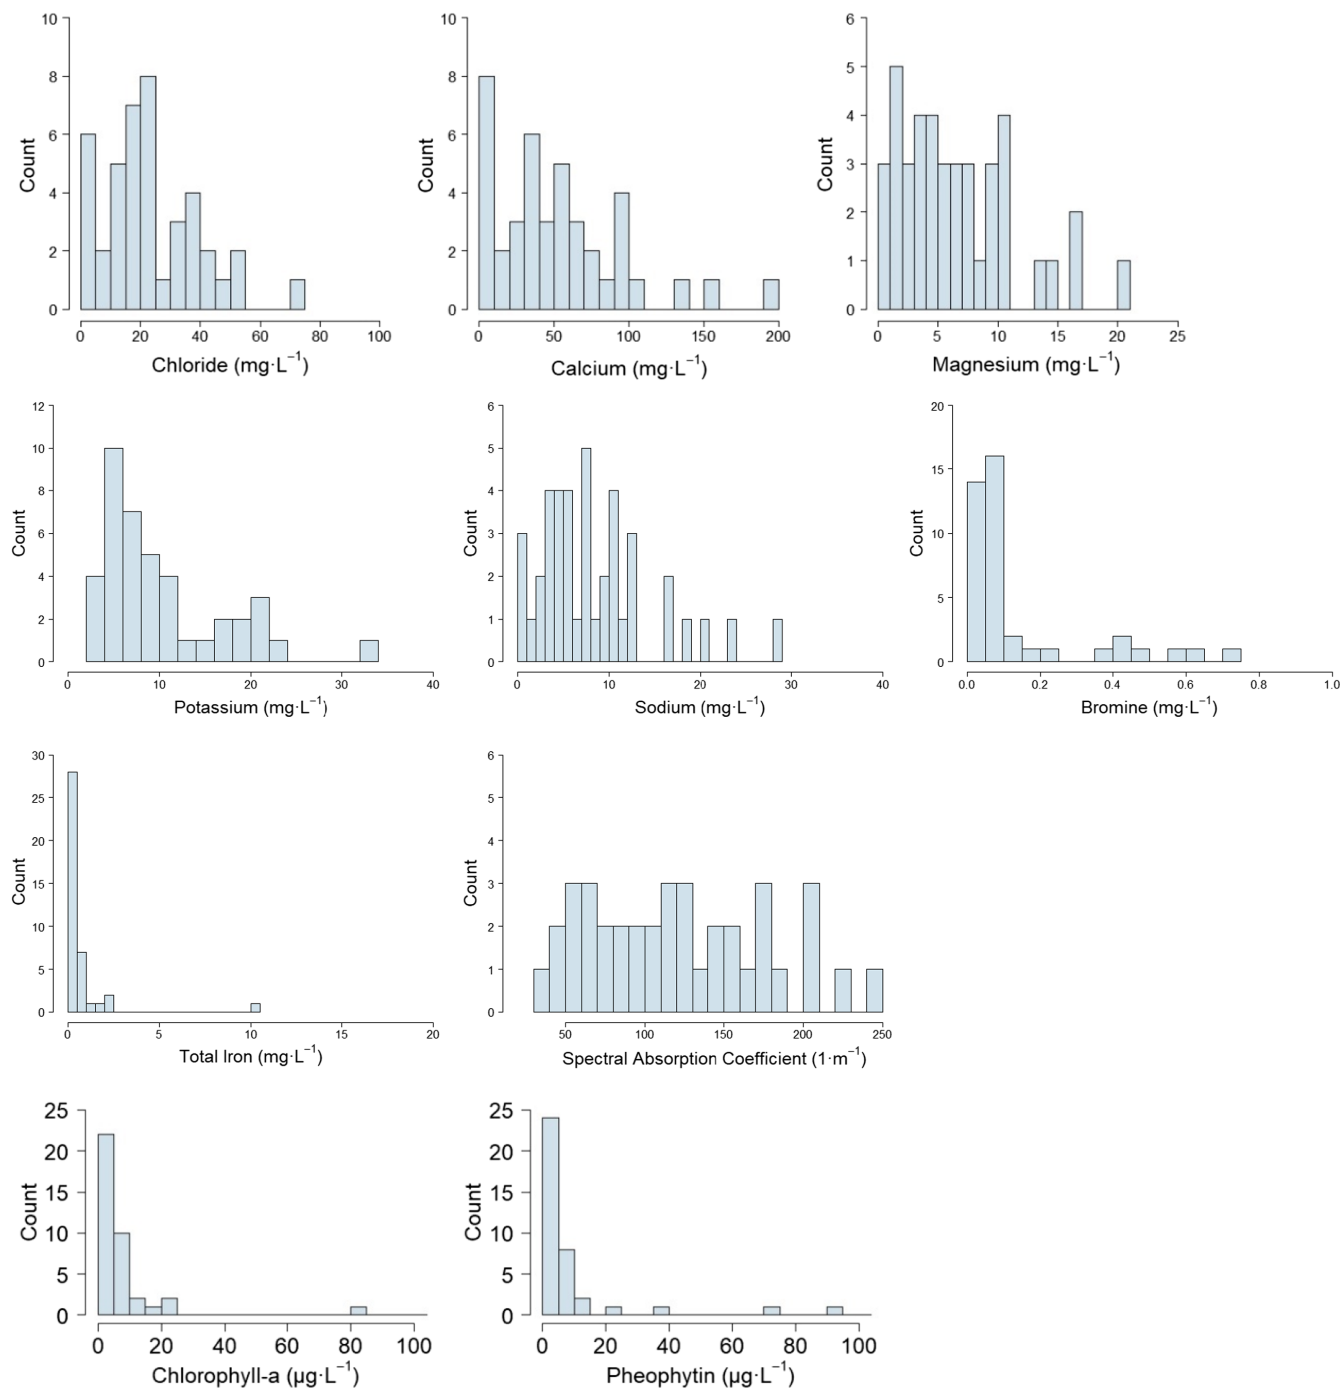 10
8
6
4
2
0
Count
0 20 40 60 80 100
Chloride (mg·L⁻¹)
10
8
6
4
2
0
Count
0 50 100 150 200
Calcium (mg·L⁻¹)
6
5
4
3
2
1
0
Count
0 5 10 15 20 25
Magnesium (mg·L⁻¹)
12
10
8
6
4
2
0
Count
0 10 20 30 40
Potassium (mg·L⁻¹)
6
5
4
3
2
1
0
Count
0 10 20 30 40
Sodium (mg·L⁻¹)
20
15
10
5
0
Count
0.0 0.2 0.4 0.6 0.8 1.0
Bromine (mg·L⁻¹)
30
25
20
15
10
5
0
Count
0 5 10 15 20
Total Iron (mg·L⁻¹)
6
5
4
3
2
1
0
Count
50 100 150 200 250
Spectral Absorption Coefficient (1·m⁻¹)
25
20
15
10
5
0
Count
0 20 40 60 80 100
Chlorophyll-a (µg·L⁻¹)
25
20
15
10
5
0
Count
0 20 40 60 80 100
Pheophytin (µg·L⁻¹)